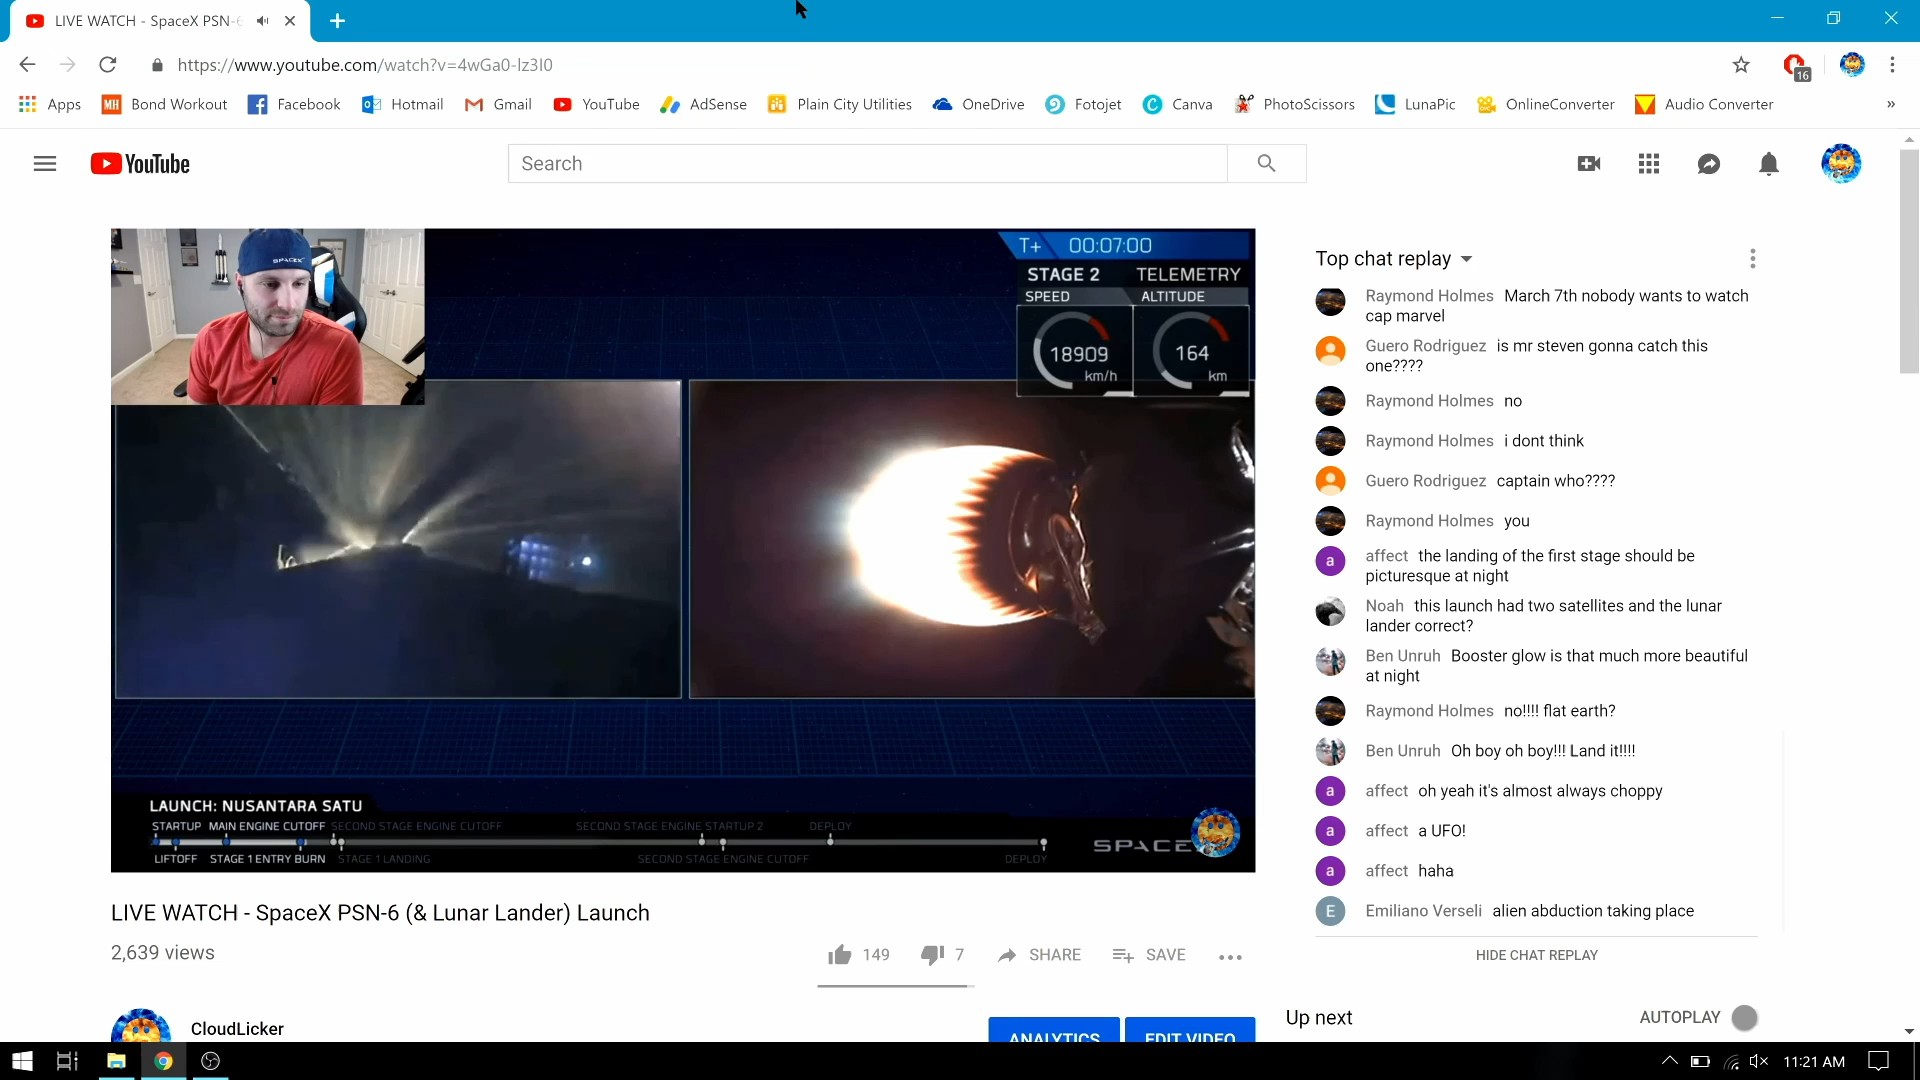 LIVE WATCH - SpaceX PSN-6
https://www.youtube.com/watch?v=4wGa0-lz3I0
16
Apps
MH
Bond Workout
Facebook
Hotmail
Gmail
YouTube
AdSense
Plain City Utilities
OneDrive
Fotojet
Canva
PhotoScissors
LunaPic
OnlineConverter
Audio Converter
»
YouTube
Search
SPACEX
T+ 00:07:00
STAGE 2 TELEMETRY
SPEED ALTITUDE
18909 164
km/h km
LAUNCH: NUSANTARA SATU
STARTUP MAIN ENGINE CUTOFF SECOND STAGE ENGINE CUTOFF SECOND STAGE ENGINE STARTUP 2 DEPLOY
LIFTOFF STAGE 1 ENTRY BURN STAGE 1 LANDING SECOND STAGE ENGINE CUTOFF DEPLOY
SPACE
Top chat replay
Raymond Holmes March 7th nobody wants to watch
cap marvel
Guero Rodriguez is mr steven gonna catch this
one????
Raymond Holmes no
Raymond Holmes i dont think
Guero Rodriguez captain who????
Raymond Holmes you
a affect the landing of the first stage should be
picturesque at night
Noah this launch had two satellites and the lunar
lander correct?
Ben Unruh Booster glow is that much more beautiful
at night
Raymond Holmes no!!!! flat earth?
Ben Unruh Oh boy oh boy!!! Land it!!!!
a affect oh yeah it's almost always choppy
a affect a UFO!
a affect haha
E Emiliano Verseli alien abduction taking place
HIDE CHAT REPLAY
LIVE WATCH - SpaceX PSN-6 (& Lunar Lander) Launch
2,639 views
149
7
SHARE
SAVE
CloudLicker
ANALYTICS
EDIT VIDEO
Up next
AUTOPLAY
11:21 AM